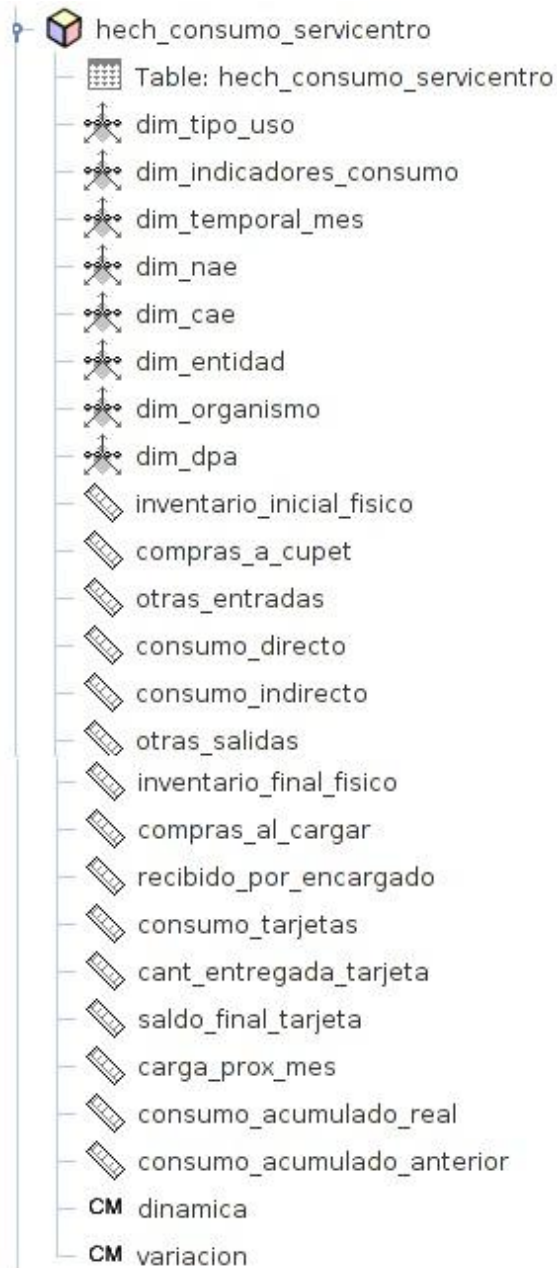 hech_consumo_servicentro
Table: hech_consumo_servicentro
dim_tipo_uso
dim_indicadores_consumo
dim_temporal_mes
dim_nae
dim_cae
dim_entidad
dim_organismo
dim_dpa
inventario_inicial_fisico
compras_a_cupet
otras_entradas
consumo_directo
consumo_indirecto
otras_salidas
inventario_final_fisico
compras_al_cargar
recibido_por_encargado
consumo_tarjetas
cant_entregada_tarjeta
saldo_final_tarjeta
carga_prox_mes
consumo_acumulado_real
consumo_acumulado_anterior
CM dinamica
CM variacion